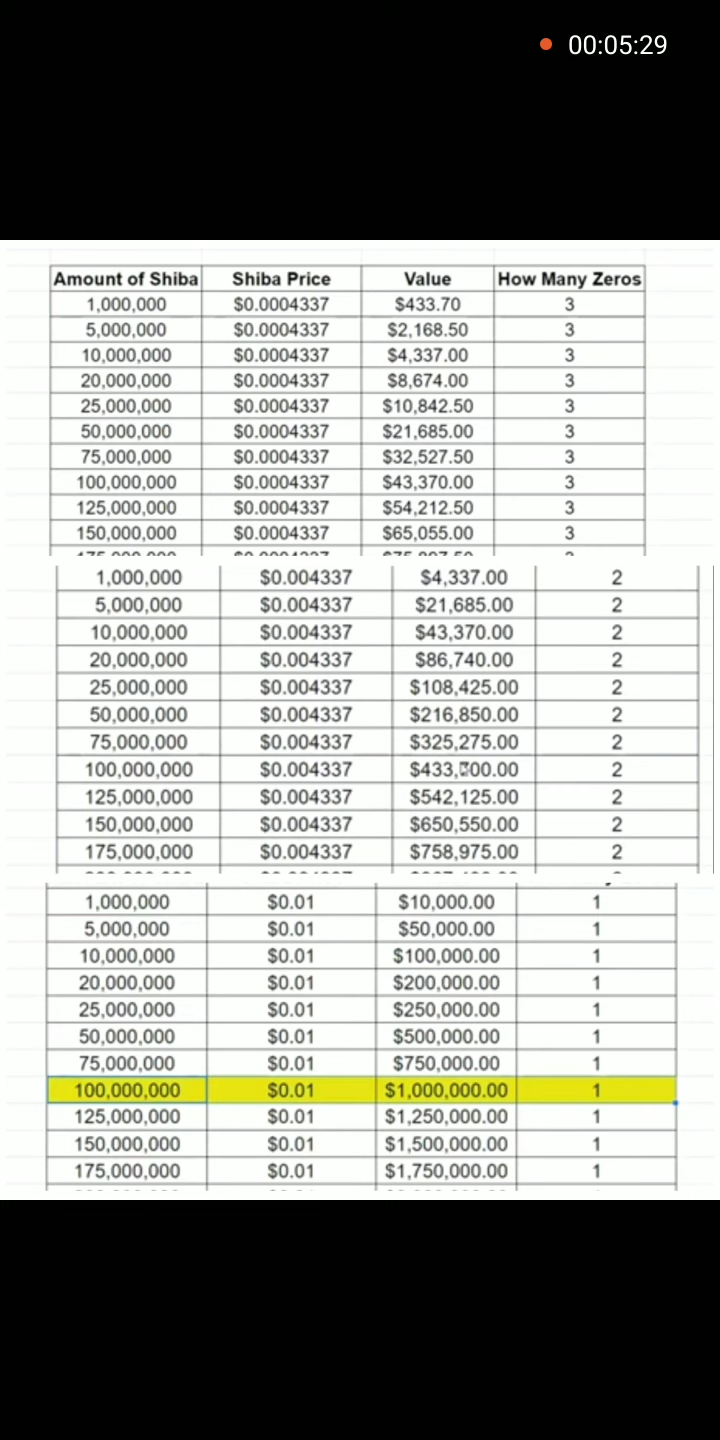 00:05:29
Amount of Shiba Shiba Price Value How Many Zeros
1,000,000 $0.0004337 $433.70 3
5,000,000 $0.0004337 $2,168.50 3
10,000,000 $0.0004337 $4,337.00 3
20,000,000 $0.0004337 $8,674.00 3
25,000,000 $0.0004337 $10,842.50 3
50,000,000 $0.0004337 $21,685.00 3
75,000,000 $0.0004337 $32,527.50 3
100,000,000 $0.0004337 $43,370.00 3
125,000,000 $0.0004337 $54,212.50 3
150,000,000 $0.0004337 $65,055.00 3
1,000,000 $0.004337 $4,337.00 2
5,000,000 $0.004337 $21,685.00 2
10,000,000 $0.004337 $43,370.00 2
20,000,000 $0.004337 $86,740.00 2
25,000,000 $0.004337 $108,425.00 2
50,000,000 $0.004337 $216,850.00 2
75,000,000 $0.004337 $325,275.00 2
100,000,000 $0.004337 2
125,000,000 $0.004337 $542,125.00 2
150,000,000 $0.004337 $650,550.00 2
175,000,000 $0.004337 $758,975.00 2
1,000,000 $0.01 $10,000.00 1
5,000,000 $0.01 $50,000.00 1
10,000,000 $0.01 $100,000.00 1
20,000,000 $0.01 $200,000.00 1
25,000,000 $0.01 $250,000.00 1
50,000,000 $0.01 $500,000.00 1
75,000,000 $0.01 $750,000.00 1
100,000,000 $0.01 $1,000,000.00 1
125,000,000 $0.01 $1,250,000.00 1
150,000,000 $0.01 $1,500,000.00 1
175,000,000 $0.01 $1,750,000.00 1